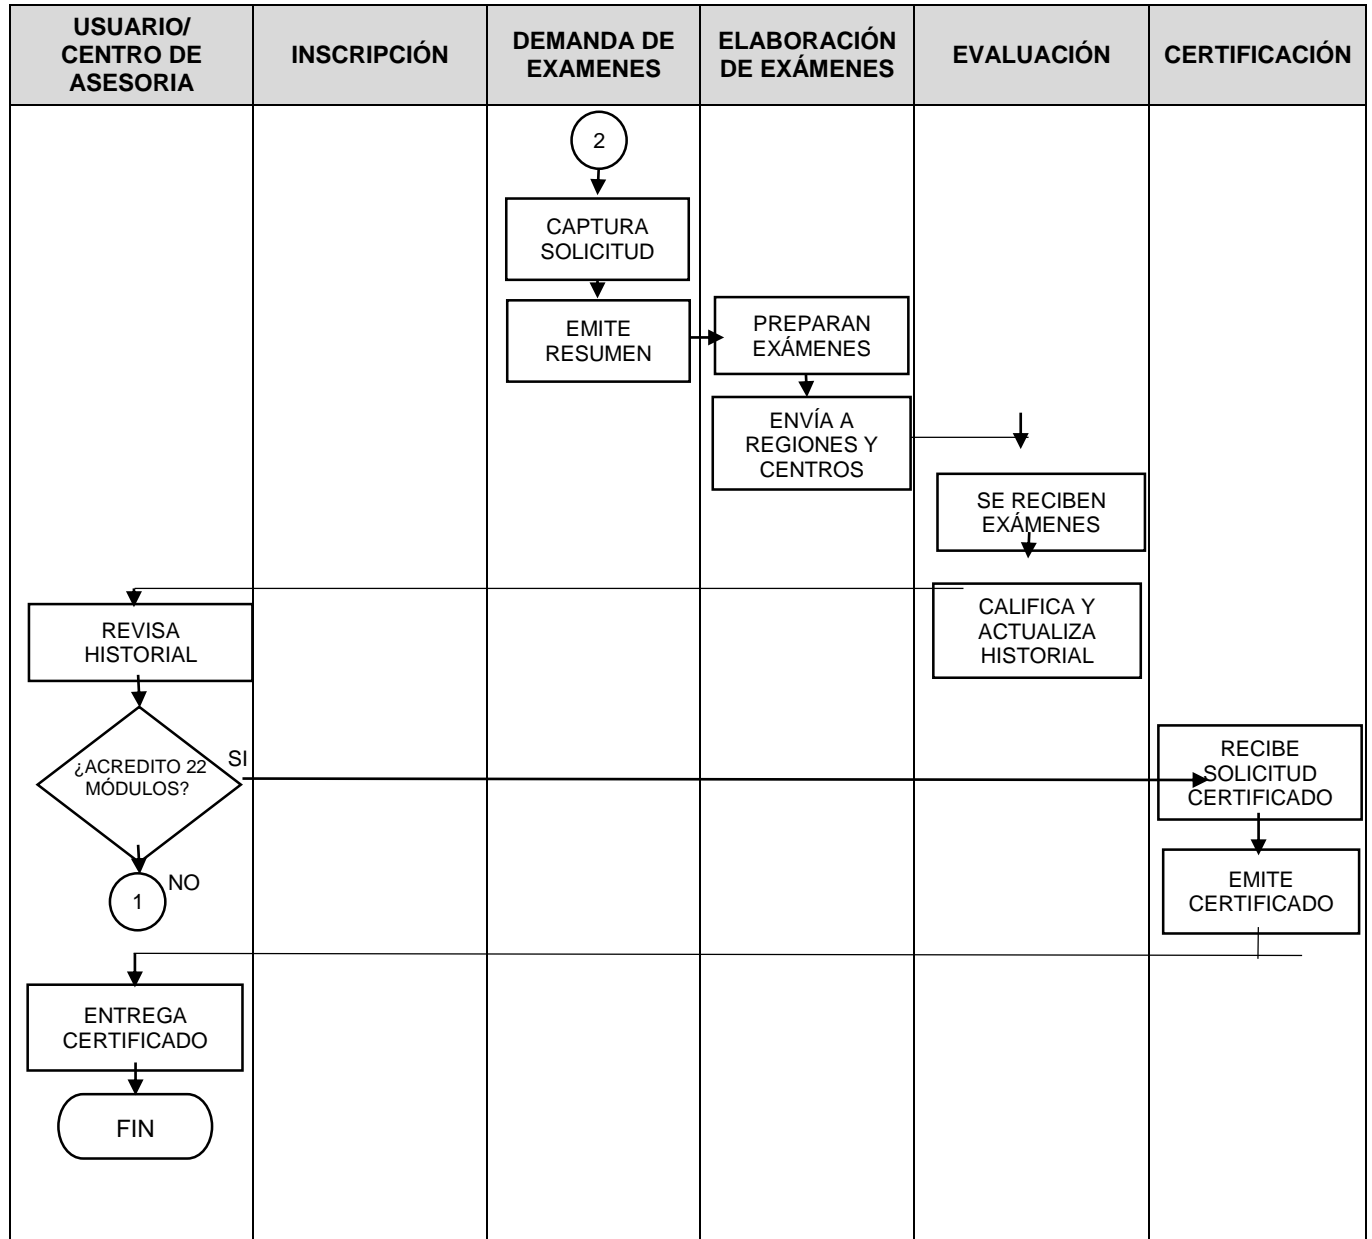 USUARIO/
CENTRO DE
ASESORIA
INSCRIPCIÓN
DEMANDA DE
EXAMENES
ELABORACIÓN
DE EXÁMENES
EVALUACIÓN
CERTIFICACIÓN
2
CAPTURA
SOLICITUD
EMITE
RESUMEN
PREPARAN
EXÁMENES
ENVÍA A
REGIONES Y
CENTROS
SE RECIBEN
EXÁMENES
CALIFICA Y
ACTUALIZA
HISTORIAL
REVISA
HISTORIAL
¿ACREDITO 22
MÓDULOS?
SI
RECIBE
SOLICITUD
CERTIFICADO
NO
1
EMITE
CERTIFICADO
ENTREGA
CERTIFICADO
FIN